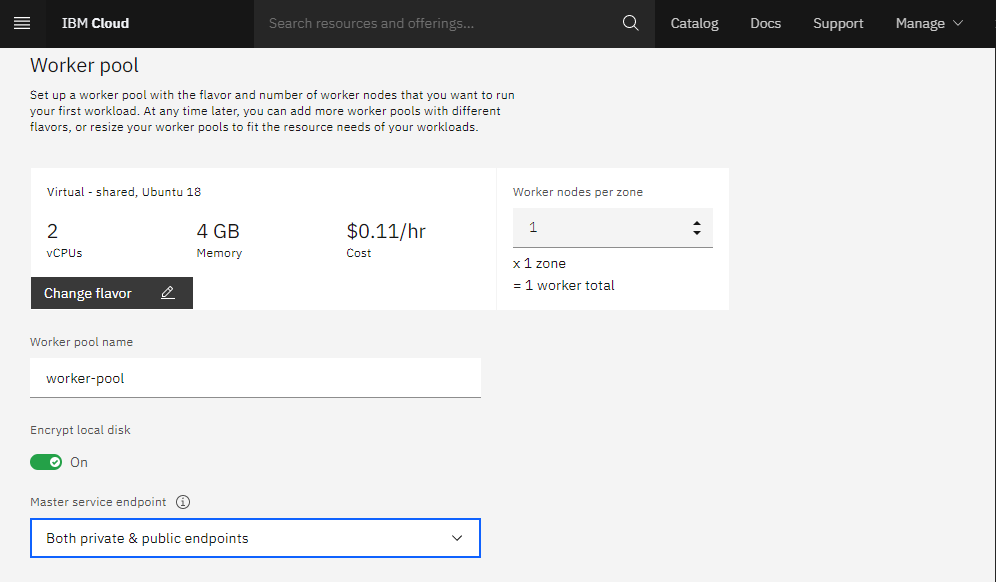 IBM Cloud
Search resources and offerings...
Catalog
Docs
Support
Manage
Worker pool
Set up a worker pool with the flavor and number of worker nodes that you want to run
your first workload. At any time later, you can add more worker pools with different
flavors, or resize your worker pools to fit the resource needs of your workloads.
Virtual - shared, Ubuntu 18
2
vCPUs
4 GB
Memory
$0.11/hr
Cost
Change flavor
Worker nodes per zone
1
x 1 zone
= 1 worker total
Worker pool name
worker-pool
Encrypt local disk
On
Master service endpoint
Both private & public endpoints